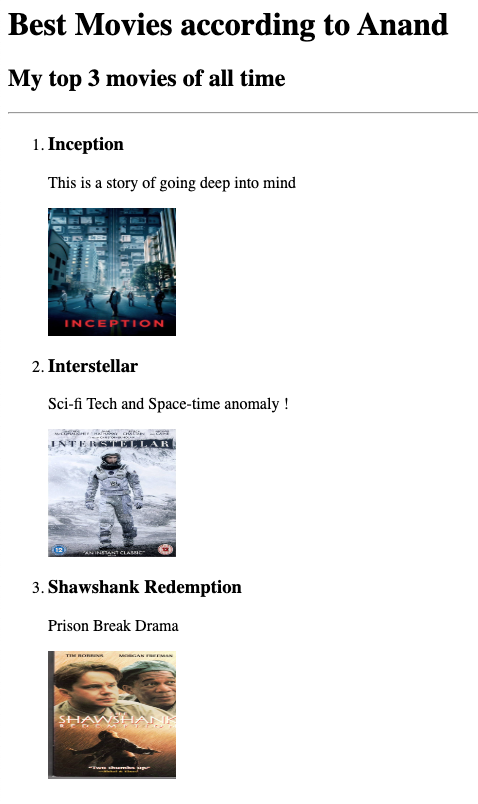 Best Movies according to Anand
My top 3 movies of all time
1. Inception
This is a story of going deep into mind
INCEPTION
2. Interstellar
Sci-fi Tech and Space-time anomaly !
INTERSTELLAR
12
AN INSTANT CLASSIC
3. Shawshank Redemption
Prison Break Drama
TIM ROBBINS MORGAN FREEMAN
SHAWSHANK
REDEMPTION
"Two thumbs up"